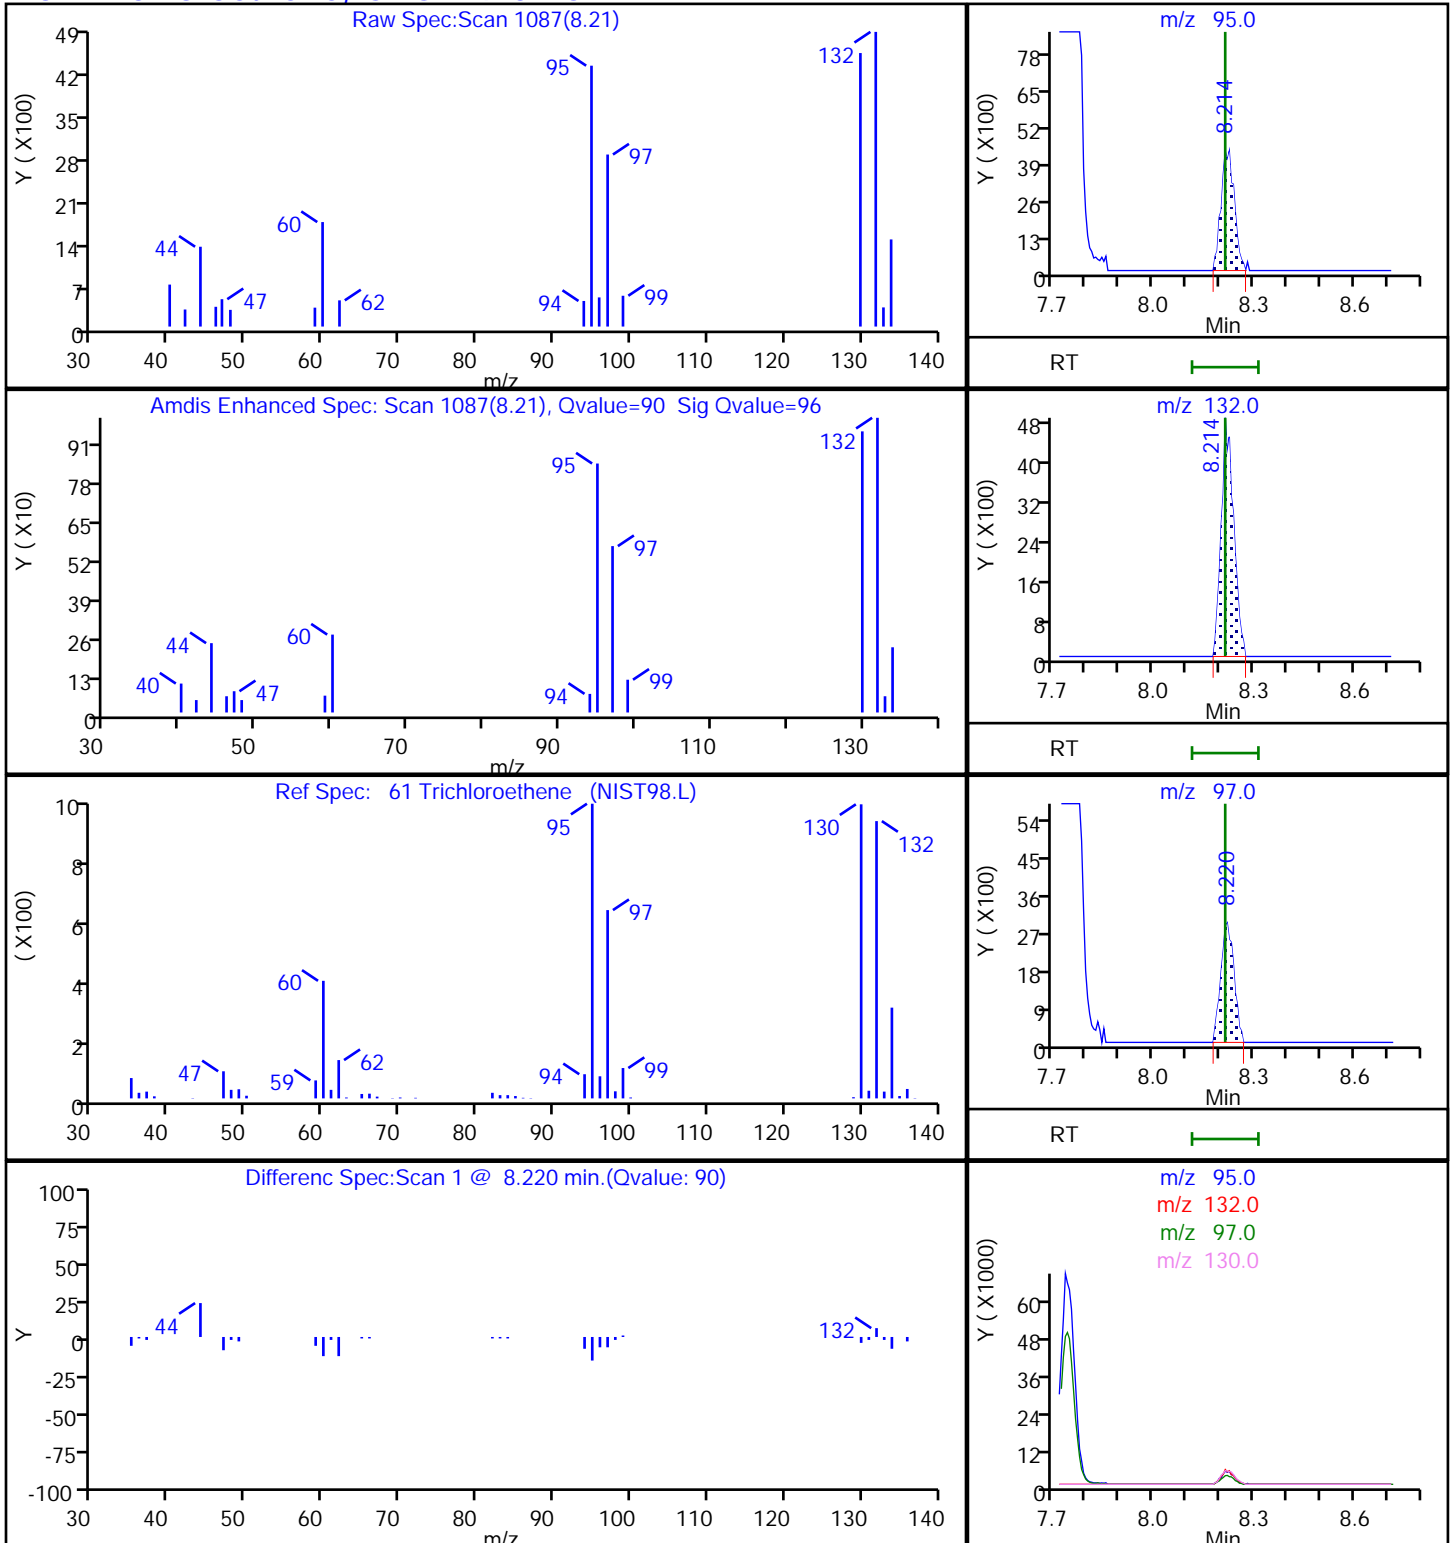 Raw Spec:Scan 1087(8.21)
Y ( X100)
49
42
35
28
21
14
7
0
44
47
60
62
94
95
97
99
132
30 40 50 60 70 80 90 100 110 120 130 140
m/z
m/z 95.0
Y ( X100)
78
65
52
39
26
13
0
8.214
7.7 8.0 8.3 8.6
Min
RT
Amdis Enhanced Spec: Scan 1087(8.21), Qvalue=90 Sig Qvalue=96
Y ( X10)
91
78
65
52
39
26
13
0
40
44
47
60
94
95
97
99
132
30 50 70 90 110 130
m/z
m/z 132.0
Y ( X100)
48
40
32
24
16
8
0
8.214
7.7 8.0 8.3 8.6
Min
RT
Ref Spec: 61 Trichloroethene (NIST98.L)
( X100)
10
8
6
4
2
0
47
59
60
62
94
95
97
99
130
132
30 40 50 60 70 80 90 100 110 120 130 140
m/z 97.0
Y ( X100)
54
45
36
27
18
9
0
8.220
7.7 8.0 8.3 8.6
Min
RT
Differenc Spec:Scan 1 @ 8.220 min.(Qvalue: 90)
Y
100
75
50
25
0
-25
-50
-75
-100
44
132
30 40 50 60 70 80 90 100 110 120 130 140
m/z
m/z 95.0
m/z 132.0
m/z 97.0
m/z 130.0
Y ( X1000)
60
48
36
24
12
0
7.7 8.0 8.3 8.6
Min